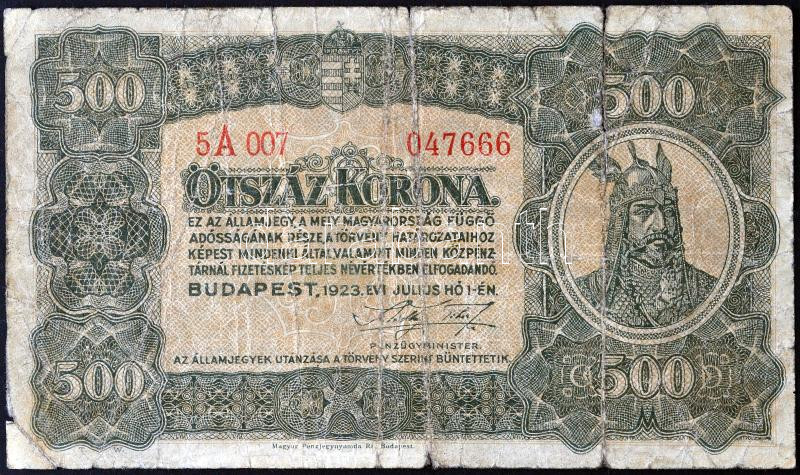 500 500
5A 007 047666
ÖTSZÁZ KORONA.
EZ AZ ÁLLAMJEGY, A MELY MAGYARORSZÁG FÜGGŐ
ADÓSSÁGÁNAK RÉSZE, A TÖRVENY HATÁROZATAIHOZ
KÉPEST MINDENKI ÁLTAL, VALAMINT MINDEN KÖZPÉNZ-
TÁRNÁL FIZETÉSKÉP TELJES NÉVÉRTÉKBEN ELFOGADANDÓ.
BUDAPEST, 1923. EVI JULIUS HÓ 1-ÉN.
PÉNZÜGYMINISTER.
AZ ÁLLAMJEGYEK UTÁNZÁSA A TÖRVÉNY SZERINT BÜNTETTETIK.
500 500
Magyar Pénzjegynyomda Rt. Budapest.
W.